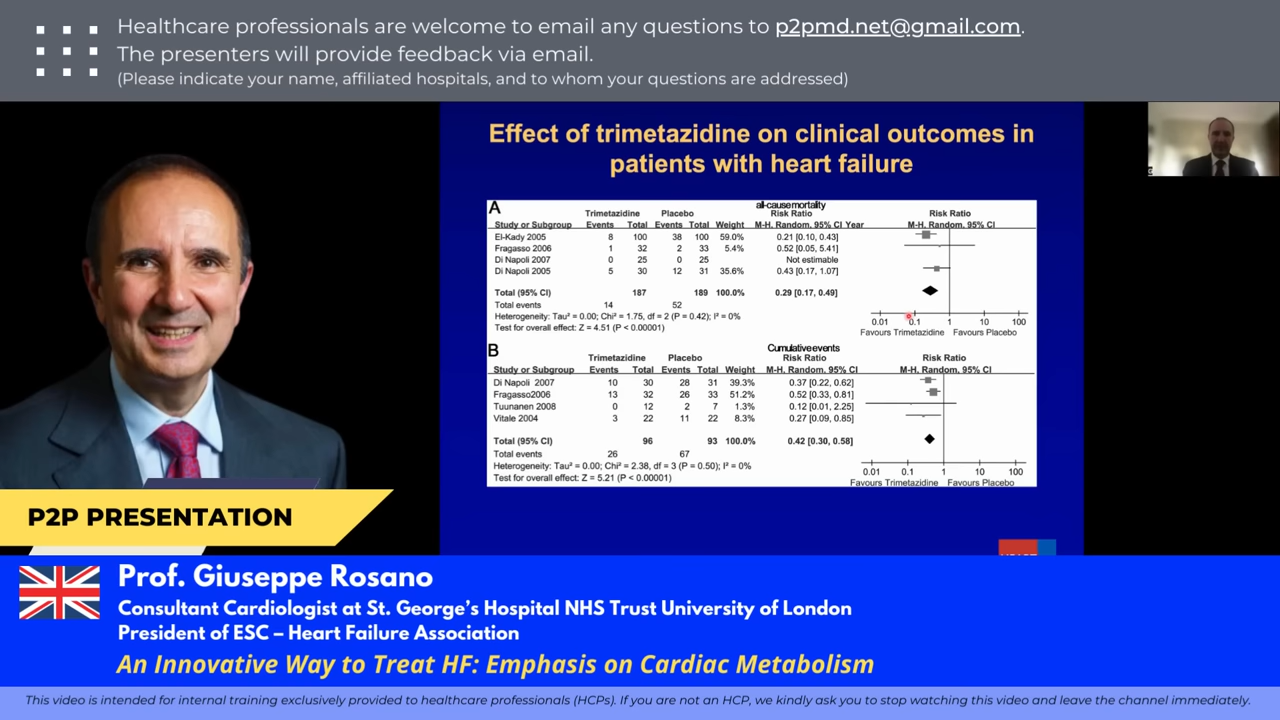 Healthcare professionals are welcome to email any questions to p2pmd.net@gmail.com.
The presenters will provide feedback via email.
(Please indicate your name, affiliated hospitals, and to whom your questions are addressed)
Effect of trimetazidine on clinical outcomes in
patients with heart failure
A
all-cause mortality
Trimetazidine Placebo Risk Ratio Risk Ratio
Study or Subgroup Events Total Events Total Weight M-H, Random, 95% CI Year M-H, Random, 95% CI
El-Kady 2005 8 100 38 100 59.0% 0.21 [0.10, 0.43]
Fragasso 2006 1 32 2 33 5.4% 0.52 [0.05, 5.41]
Di Napoli 2007 0 25 0 25 Not estimable
Di Napoli 2005 5 30 12 31 35.6% 0.43 [0.17, 1.07]
Total (95% CI) 187 189 100.0% 0.29 [0.17, 0.49]
Total events 14 52
Heterogeneity: Tau² = 0.00; Chi² = 1.75, df = 2 (P = 0.42); I² = 0%
Test for overall effect: Z = 4.51 (P < 0.00001)
0.01 0.1 1 10 100
Favours Trimetazidine Favours Placebo
B
Cumulative events
Trimetazidine Placebo Risk Ratio Risk Ratio
Study or Subgroup Events Total Events Total Weight M-H, Random, 95% CI M-H, Random, 95% CI
Di Napoli 2007 10 30 28 31 39.3% 0.37 [0.22, 0.62]
Fragasso2006 13 32 26 33 51.2% 0.52 [0.33, 0.81]
Tuunanen 2008 0 12 2 7 1.3% 0.12 [0.01, 2.25]
Vitale 2004 3 22 11 22 8.3% 0.27 [0.09, 0.85]
Total (95% CI) 96 93 100.0% 0.42 [0.30, 0.58]
Total events 26 67
Heterogeneity: Tau² = 0.00; Chi² = 2.38, df = 3 (P = 0.50); I² = 0%
Test for overall effect: Z = 5.21 (P < 0.00001)
0.01 0.1 1 10 100
Favours Trimetazidine Favours Placebo
P2P PRESENTATION
Prof. Giuseppe Rosano
Consultant Cardiologist at St. George's Hospital NHS Trust University of London
President of ESC – Heart Failure Association
An Innovative Way to Treat HF: Emphasis on Cardiac Metabolism
This video is intended for internal training exclusively provided to healthcare professionals (HCPs). If you are not an HCP, we kindly ask you to stop watching this video and leave the channel immediately.